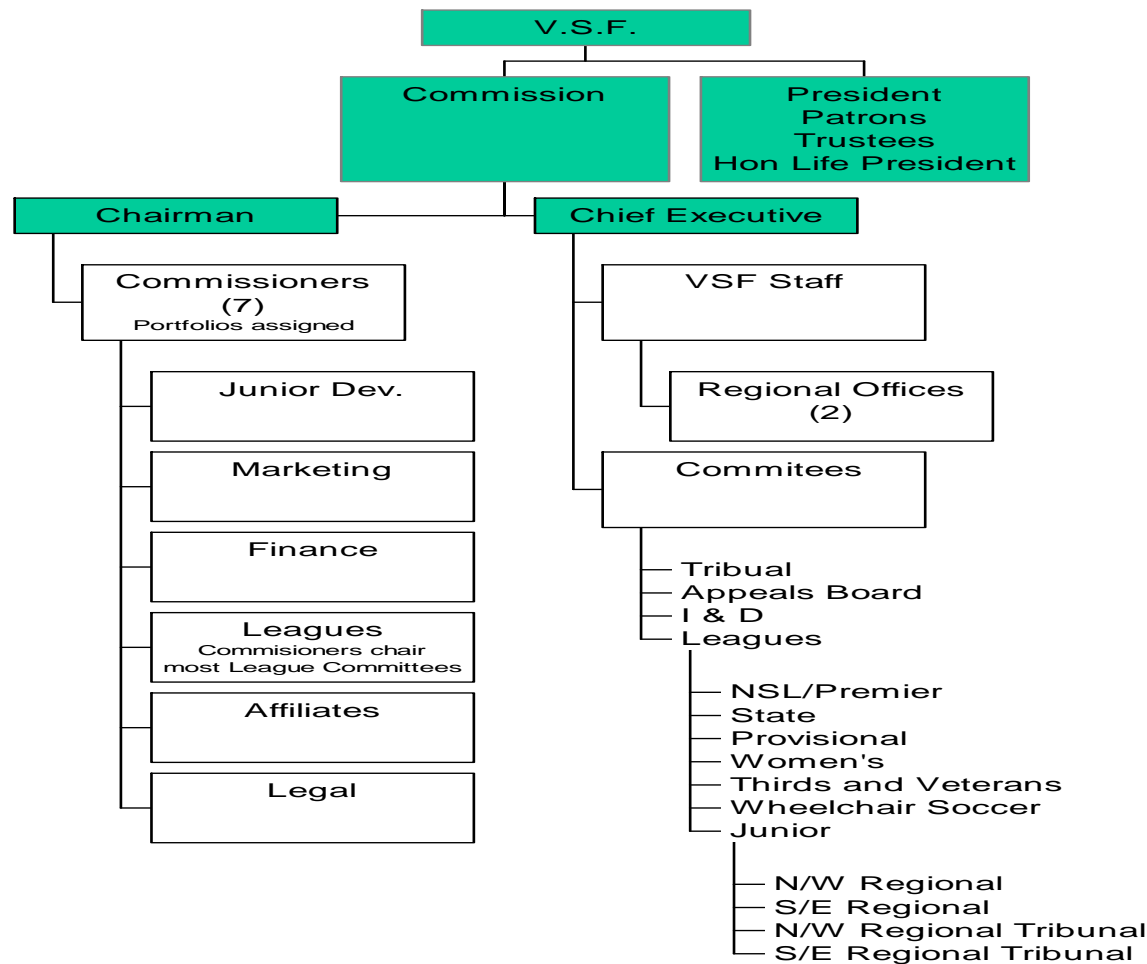 V.S.F.
Commission
President
Patrons
Trustees
Hon Life President
Chairman
Chief Executive
Commissioners
(7)
Portfolios assigned
Junior Dev.
Marketing
Finance
Leagues
Commisioners chair
most League Committees
Affiliates
Legal
VSF Staff
Regional Offices
(2)
Commitees
Tribual
Appeals Board
I & D
Leagues
NSL/Premier
State
Provisional
Women's
Thirds and Veterans
Wheelchair Soccer
Junior
N/W Regional
S/E Regional
N/W Regional Tribunal
S/E Regional Tribunal